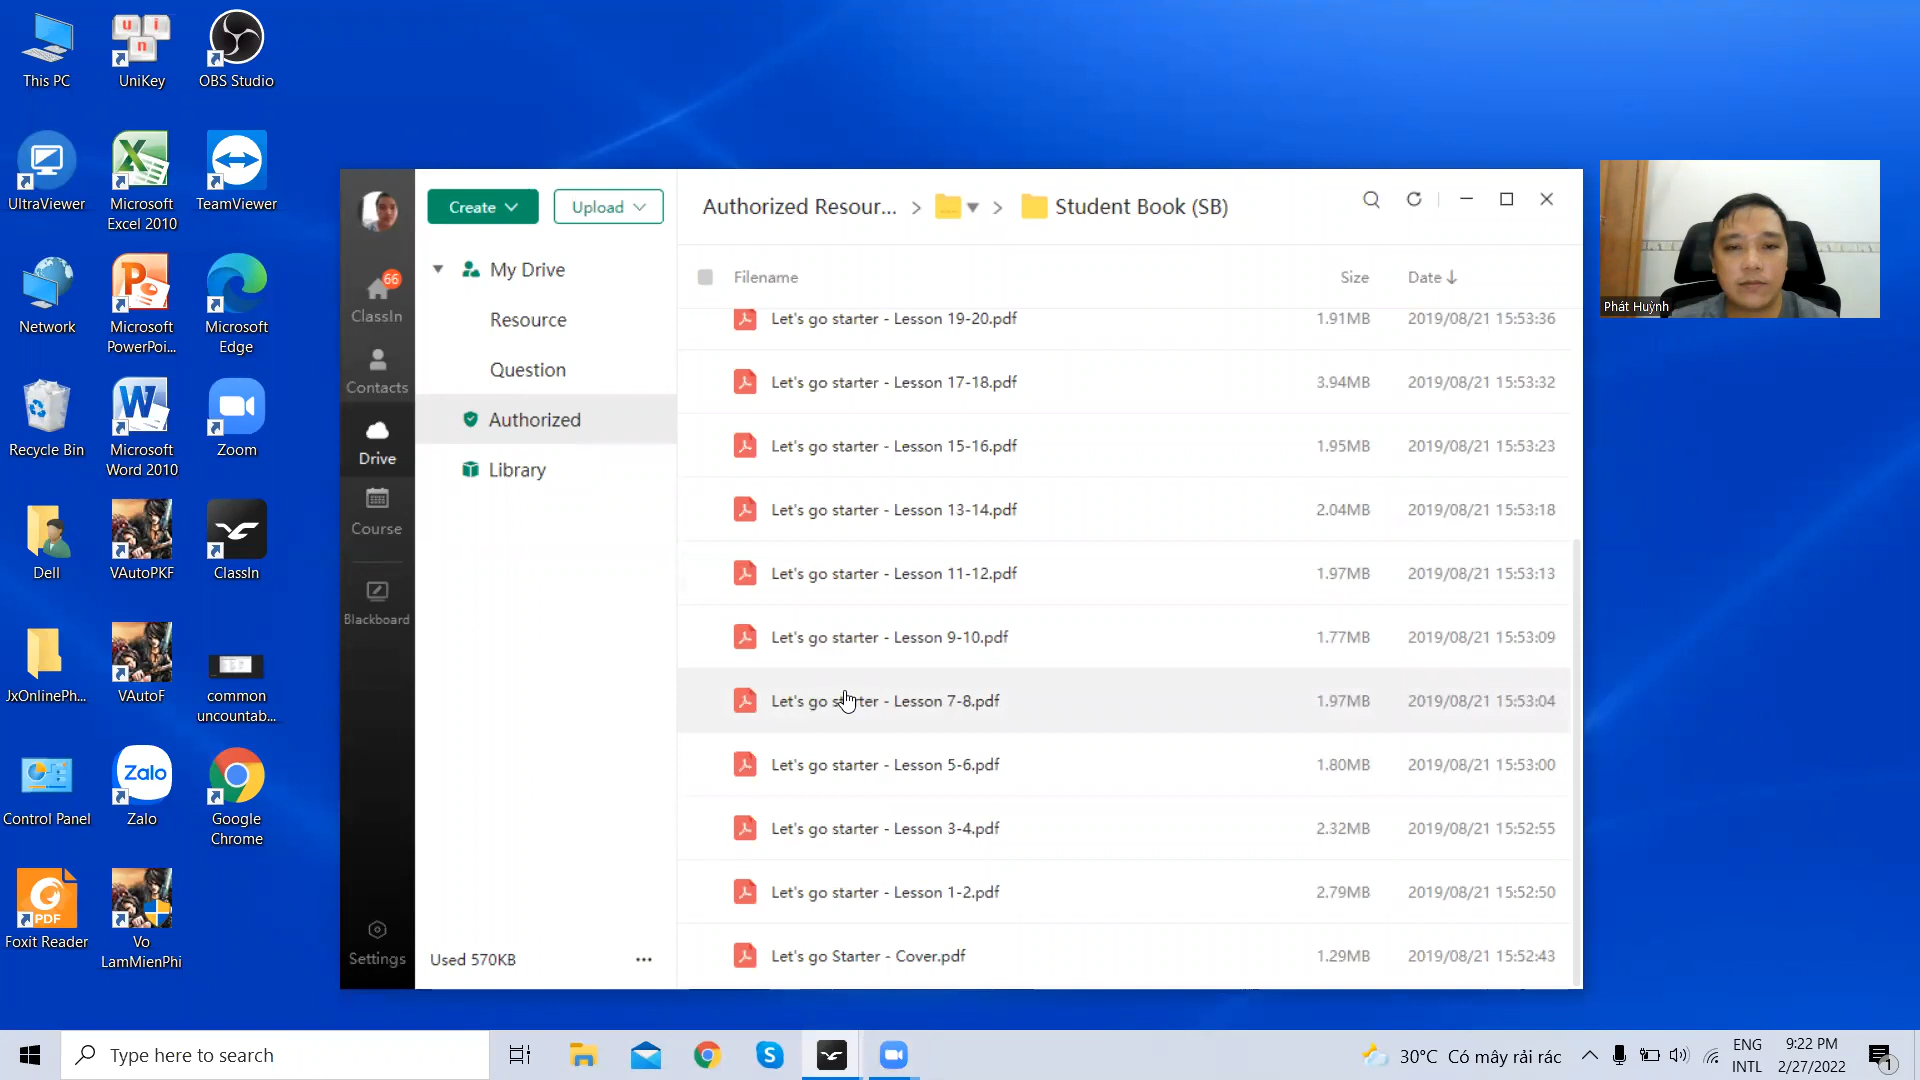 This PC
UniKey
OBS Studio
UltraViewer
Microsoft
Excel 2010
TeamViewer
Network
Microsoft
PowerPoi...
Microsoft
Edge
Recycle Bin
Microsoft
Word 2010
Zoom
Dell
VAutoPKF
ClassIn
JxOnlinePh...
VAutoF
common
uncountab...
Control Panel
Zalo
Zalo
Google
Chrome
PDF
Foxit Reader
Vo
LamMienPhi
66
ClassIn
Contacts
Drive
Course
Blackboard
Settings
Create
Upload
My Drive
Resource
Question
Authorized
Library
Used 570KB
...
Authorized Resour... > > Student Book (SB)
Filename Size Date
Let's go starter - Lesson 19-20.pdf 1.91MB 2019/08/21 15:53:36
Let's go starter - Lesson 17-18.pdf 3.94MB 2019/08/21 15:53:32
Let's go starter - Lesson 15-16.pdf 1.95MB 2019/08/21 15:53:23
Let's go starter - Lesson 13-14.pdf 2.04MB 2019/08/21 15:53:18
Let's go starter - Lesson 11-12.pdf 1.97MB 2019/08/21 15:53:13
Let's go starter - Lesson 9-10.pdf 1.77MB 2019/08/21 15:53:09
Let's go starter - Lesson 7-8.pdf 1.97MB 2019/08/21 15:53:04
Let's go starter - Lesson 5-6.pdf 1.80MB 2019/08/21 15:53:00
Let's go starter - Lesson 3-4.pdf 2.32MB 2019/08/21 15:52:55
Let's go starter - Lesson 1-2.pdf 2.79MB 2019/08/21 15:52:50
Let's go Starter - Cover.pdf 1.29MB 2019/08/21 15:52:43
Phát Huỳnh
Type here to search
30°C Có mây rải rác
ENG
INTL
9:22 PM
2/27/2022
1